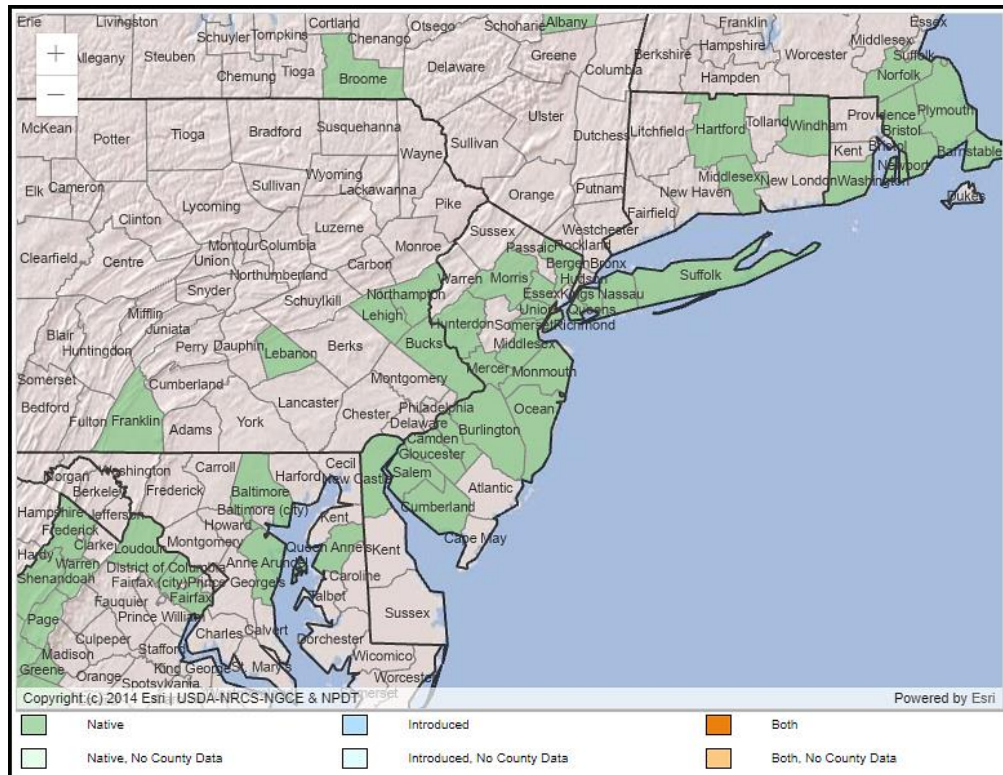 Erie Livingston Cortland Otsego Schoharie Albany Franklin Essex
Schuyler Tompkins Chenango Middlesex
+ Allegany Steuben Greene Berkshire Hampshire Worcester Suffolk
Chemung Tioga Broome Delaware Columbia Hampden Norfolk
−
McKean Potter Tioga Bradford Susquehanna Ulster Dutchess Litchfield Hartford Tolland Windham Providence Plymouth
Wayne Sullivan Kent Bristol Bristol Barnstable
Elk Cameron Sullivan Wyoming Lackawanna Orange Putnam New Haven Middlesex New London Washington Newport Dukes
Clinton Lycoming Luzerne Pike Sussex Westchester Fairfield
Clearfield Centre Montour Columbia Union Monroe Passaic Rockland
Northumberland Carbon Warren Morris Bergen Bronx Hudson Suffolk
Snyder Schuylkill Northampton Essex Kings Nassau
Mifflin Lehigh Hunterdon Union Queens
Blair Juniata Bucks Somerset Richmond
Huntingdon Perry Dauphin Lebanon Berks Middlesex
Somerset Cumberland Montgomery Mercer Monmouth
Bedford Fulton Franklin Adams York Lancaster Chester Philadelphia Ocean
Delaware Burlington
Camden
Gloucester
Morgan Washington Carroll Harford Cecil New Castle Salem Atlantic
Berkeley Frederick Baltimore Cumberland
Hampshire Jefferson Baltimore (city) Kent Cape May
Frederick Howard
Hardy Clarke Loudoun Montgomery Queen Anne's Kent
Warren District of Columbia Anne Arundel
Shenandoah Fairfax (city) Prince George's Caroline
Fauquier Fairfax Talbot Sussex
Page Prince William
Culpeper Charles Calvert Dorchester
Madison Stafford Wicomico
Greene Orange King George St. Mary's Worcester
Spotsylvania Somerset
Copyright (c) 2014 Esri | USDA-NRCS-NGCE & NPDT Powered by Esri
Native Introduced Both
Native, No County Data Introduced, No County Data Both, No County Data